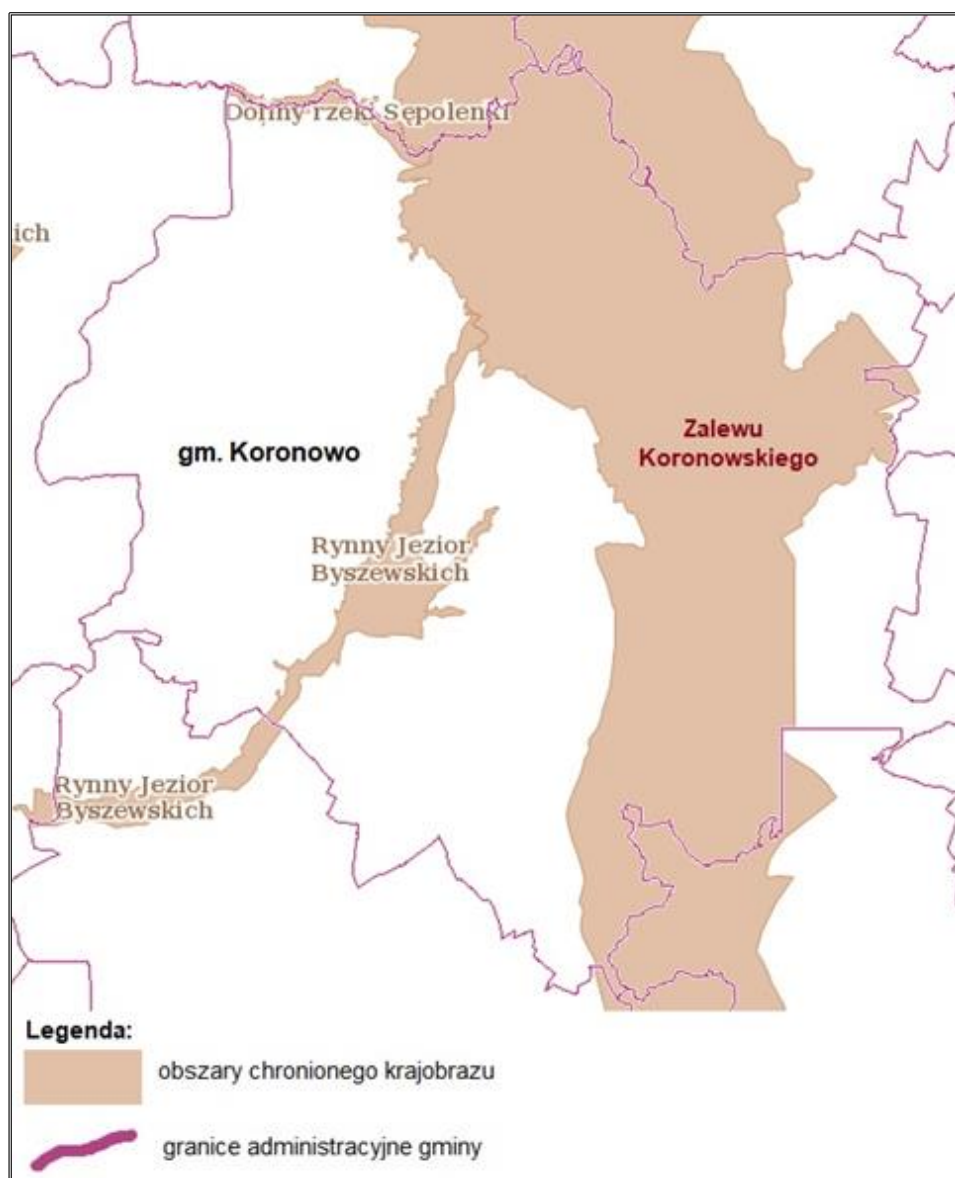 Doliny rzeki Sępolenki
ich
Zalewu
Koronowskiego
gm. Koronowo
Rynny Jezior
Byszewskich
Rynny Jezior
Byszewskich
Legenda:
obszary chronionego krajobrazu
granice administracyjne gminy